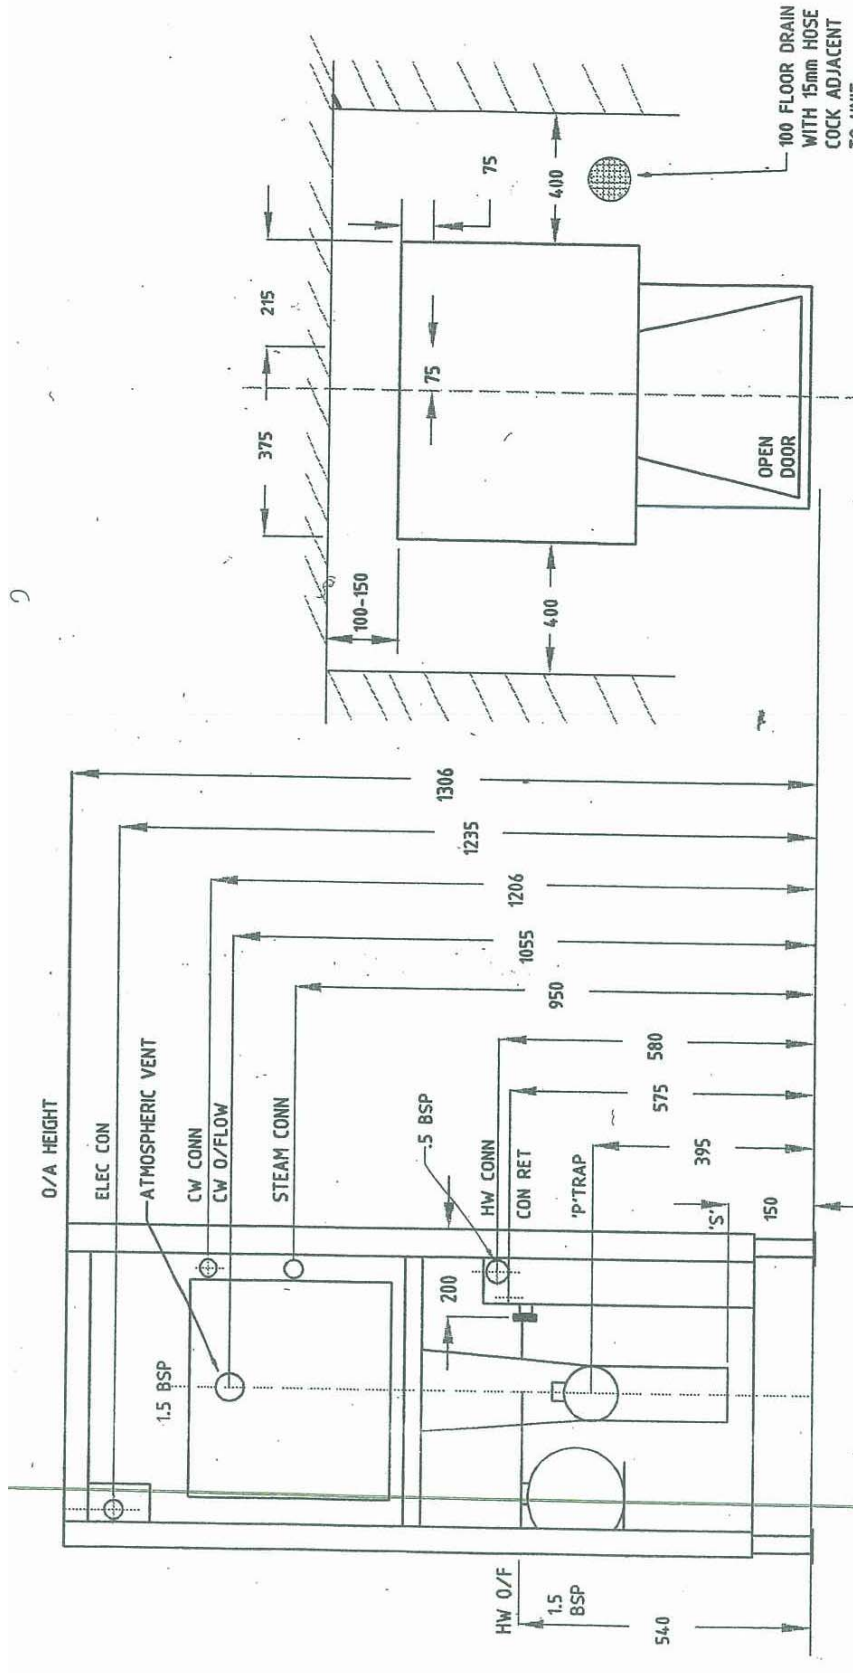 O/A HEIGHT
ELEC CON
ATMOSPHERIC VENT
CW CONN
CW O/FLOW
STEAM CONN
.5 BSP
HW CONN
CON RET
'P'TRAP
'S'
1.5 BSP
200
HW O/F
1.5
BSP
540
1306
1235
1206
1055
950
580
575
395
150
375
215
75
75
100-150
400
400
OPEN
DOOR
100 FLOOR DRAIN
WITH 15mm HOSE
COCK ADJACENT